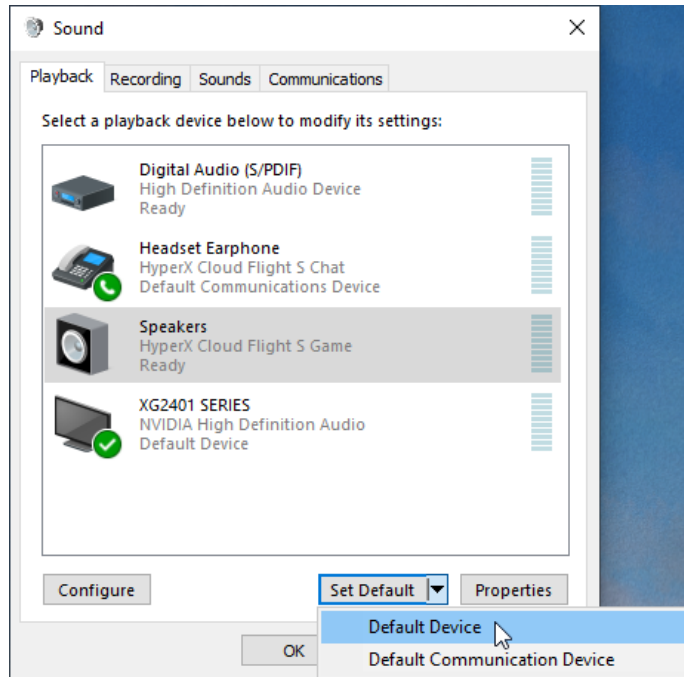 Sound
Playback Recording Sounds Communications
Select a playback device below to modify its settings:
Digital Audio (S/PDIF)
High Definition Audio Device
Ready
Headset Earphone
HyperX Cloud Flight S Chat
Default Communications Device
Speakers
HyperX Cloud Flight S Game
Ready
XG2401 SERIES
NVIDIA High Definition Audio
Default Device
Configure Set Default Properties
Default Device
OK
Default Communication Device